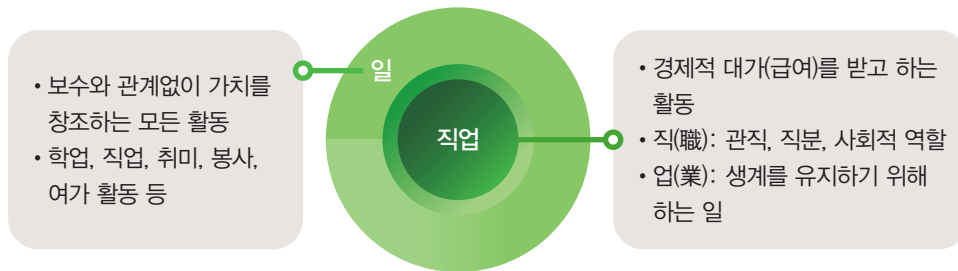 • 보수와 관계없이 가치를
창조하는 모든 활동
• 학업, 직업, 취미, 봉사,
여가 활동 등
일
직업
• 경제적 대가(급여)를 받고 하는
활동
• 직(職): 관직, 직분, 사회적 역할
• 업(業): 생계를 유지하기 위해
하는 일